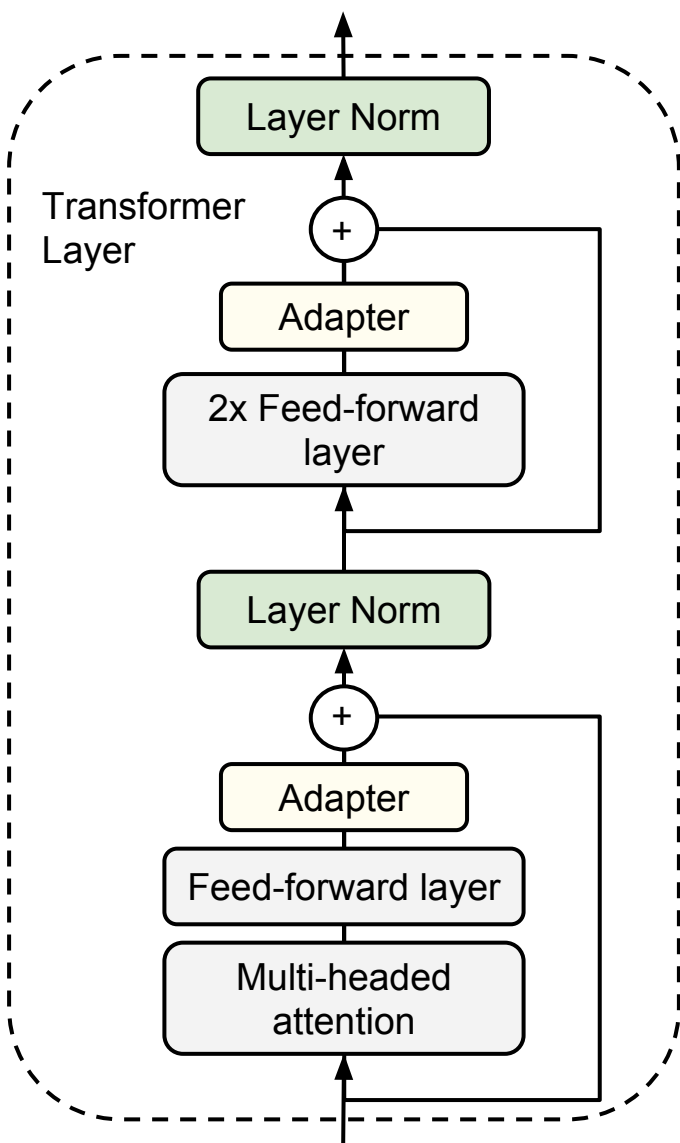 Layer Norm
Transformer
Layer
+
Adapter
2x Feed-forward
layer
Layer Norm
+
Adapter
Feed-forward layer
Multi-headed
attention